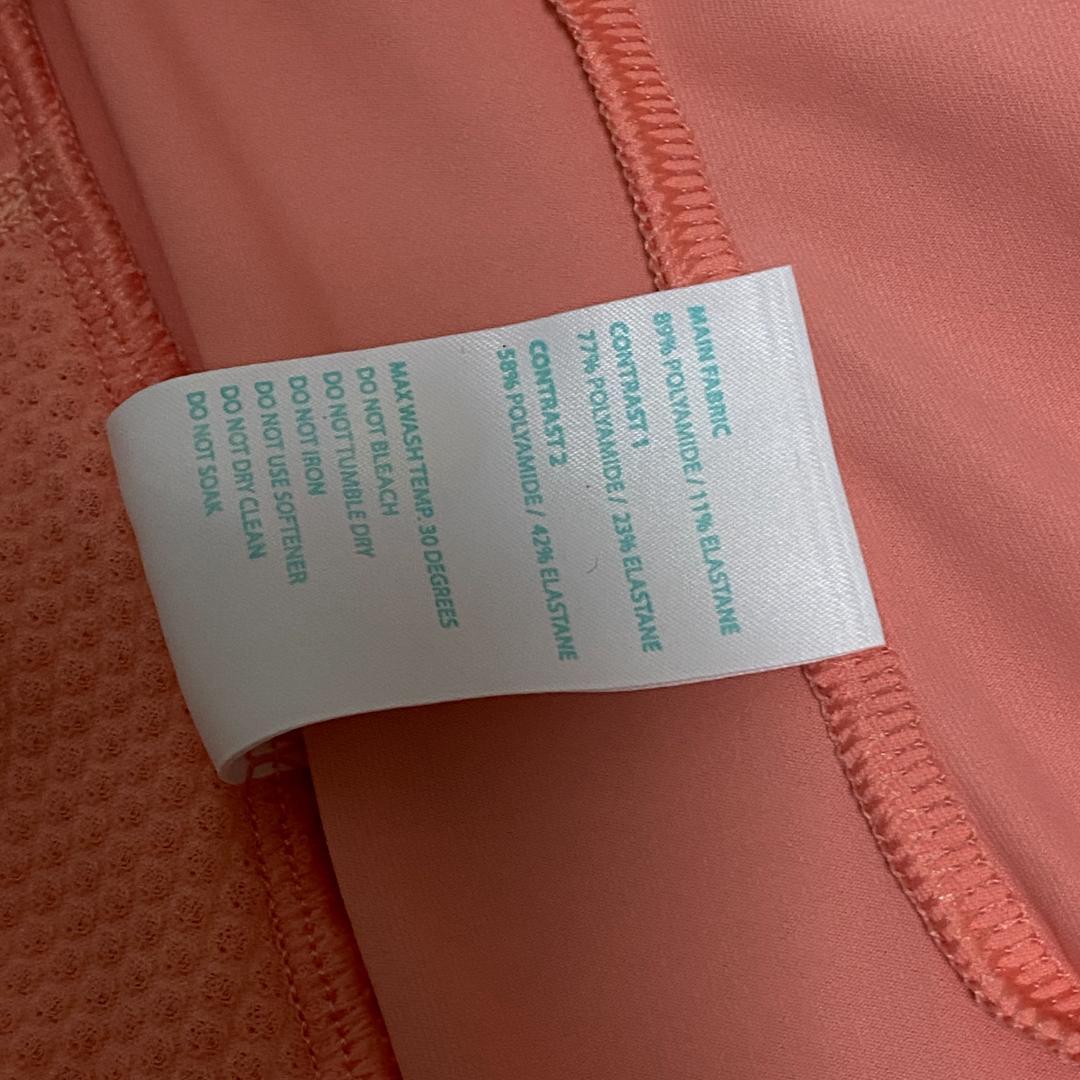 MAIN FABRIC
89% POLYAMIDE / 11% ELASTANE
CONTRAST 1
77% POLYAMIDE / 23% ELASTANE
CONTRAST 2
58% POLYAMIDE / 42% ELASTANE
MAX WASH TEMP. 30 DEGREES
DO NOT BLEACH
DO NOT TUMBLE DRY
DO NOT IRON
DO NOT USE SOFTENER
DO NOT DRY CLEAN
DO NOT SOAK